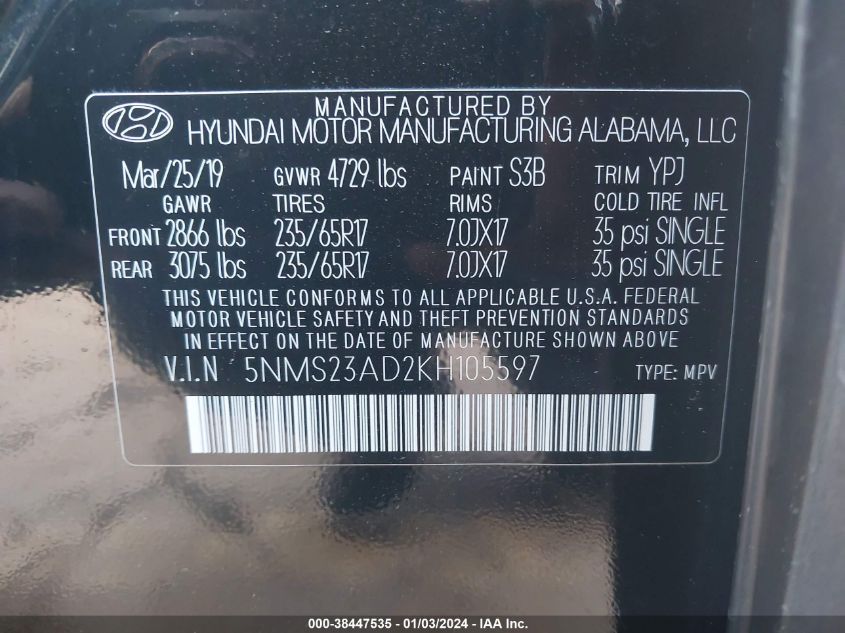 MANUFACTURED BY
HYUNDAI MOTOR MANUFACTURING ALABAMA, LLC
Mar/25/19 GVWR 4729 lbs PAINT S3B TRIM YPJ
GAWR TIRES RIMS COLD TIRE INFL
FRONT 2866 lbs 235/65R17 7.0JX17 35 psi SINGLE
REAR 3075 lbs 235/65R17 7.0JX17 35 psi SINGLE
THIS VEHICLE CONFORMS TO ALL APPLICABLE U.S.A. FEDERAL
MOTOR VEHICLE SAFETY, BUMPER, AND THEFT PREVENTION STANDARDS
IN EFFECT ON THE DATE OF MANUFACTURE SHOWN ABOVE.
V.I.N 5NMS23AD2KH105597 TYPE: MPV
000-38447535 - 01/03/2024 - IAAI.COM